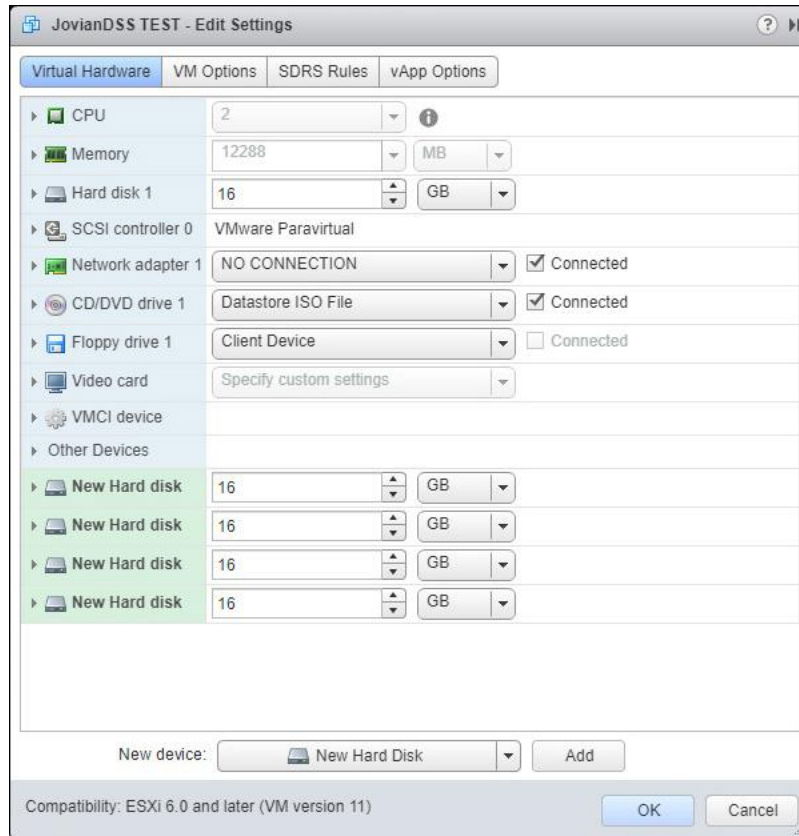 JovianDSS TEST - Edit Settings ?
Virtual Hardware VM Options SDRS Rules vApp Options
CPU 2
Memory 12288 MB
Hard disk 1 16 GB
SCSI controller 0 VMware Paravirtual
Network adapter 1 NO CONNECTION Connected
CD/DVD drive 1 Datastore ISO File Connected
Floppy drive 1 Client Device Connected
Video card Specify custom settings
VMCI device
Other Devices
New Hard disk 16 GB
New Hard disk 16 GB
New Hard disk 16 GB
New Hard disk 16 GB
New device: New Hard Disk Add
Compatibility: ESXi 6.0 and later (VM version 11) OK Cancel